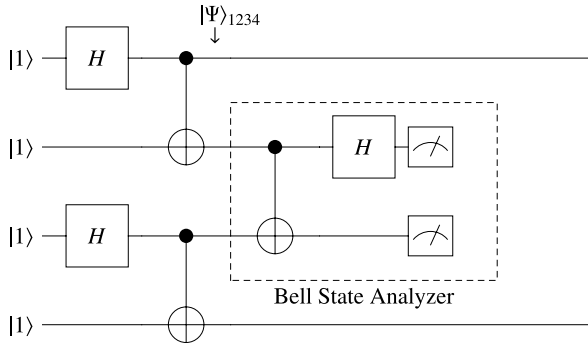 |Ψ⟩1234
↓
|1⟩ H
|1⟩ H
|1⟩ H
|1⟩
Bell State Analyzer